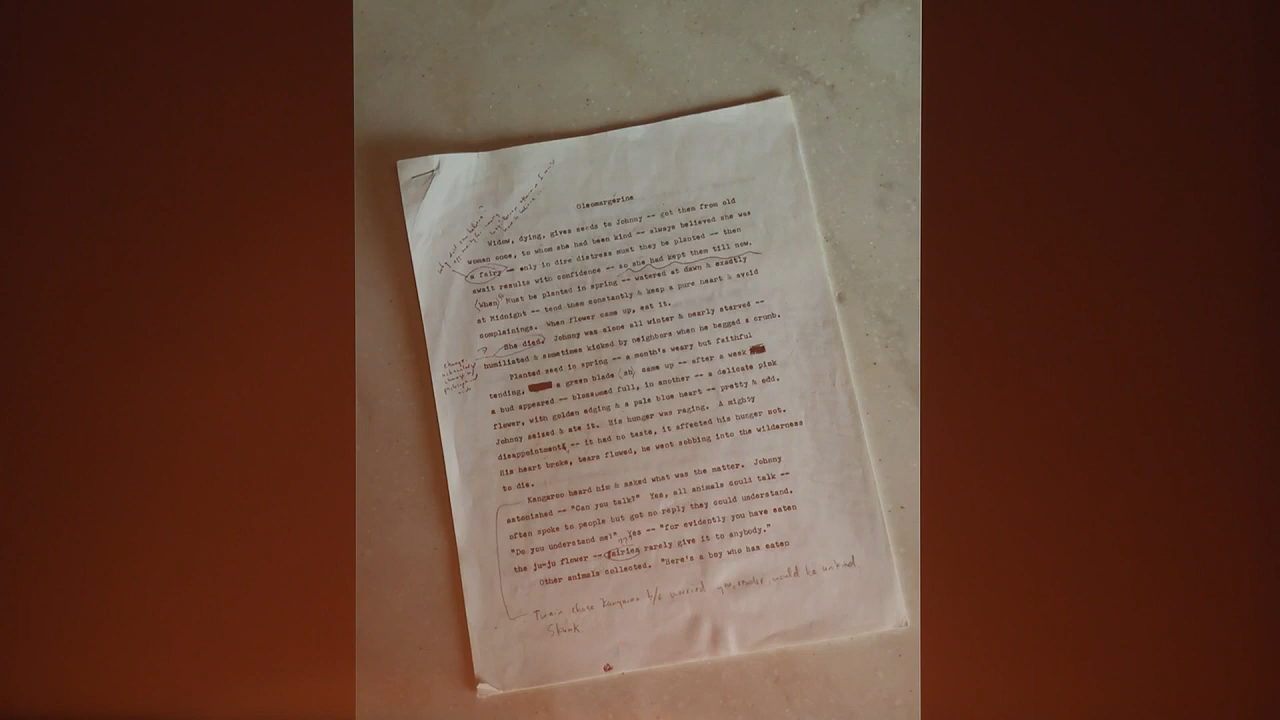 Oleomargarine
Widow, dying, gives seeds to Johnny -- got them from old
woman once, to whom she had been kind -- always believed she was
a fairy -- only in dire distress must they be planted -- then
await results with confidence -- so she had kept them till now.
(When) Must be planted in spring -- watered at dawn & exactly
at Midnight -- tend them constantly & keep a pure heart & avoid
complainings. When flower came up, eat it.
? She died. Johnny was alone all winter & nearly starved --
humiliated & sometimes kicked by neighbors when he begged a crumb.
Planted seed in spring -- a month's weary but faithful
tending, a green blade (sh) came up -- after a week
a bud appeared -- blossomed full, in another -- a delicate pink
flower, with golden edging & a pale blue heart -- pretty & odd.
Johnny seized & ate it. His hunger was raging. A mighty
disappointment, -- it had no taste, it affected his hunger not.
His heart broke, tears flowed, he went sobbing into the wilderness
to die.
Kangaroo heard him & asked what was the matter. Johnny
astonished -- "Can you talk?" Yes, all animals could talk --
often spoke to people but got no reply they could understand.
"Do you understand me?" Yes -- "for evidently you have eaten
the ju-ju flower -- fairies rarely give it to anybody."
Other animals collected. "Here's a boy who has eaten
Twain chose Kangaroo b/c worried would be unkind
Skunk.
change